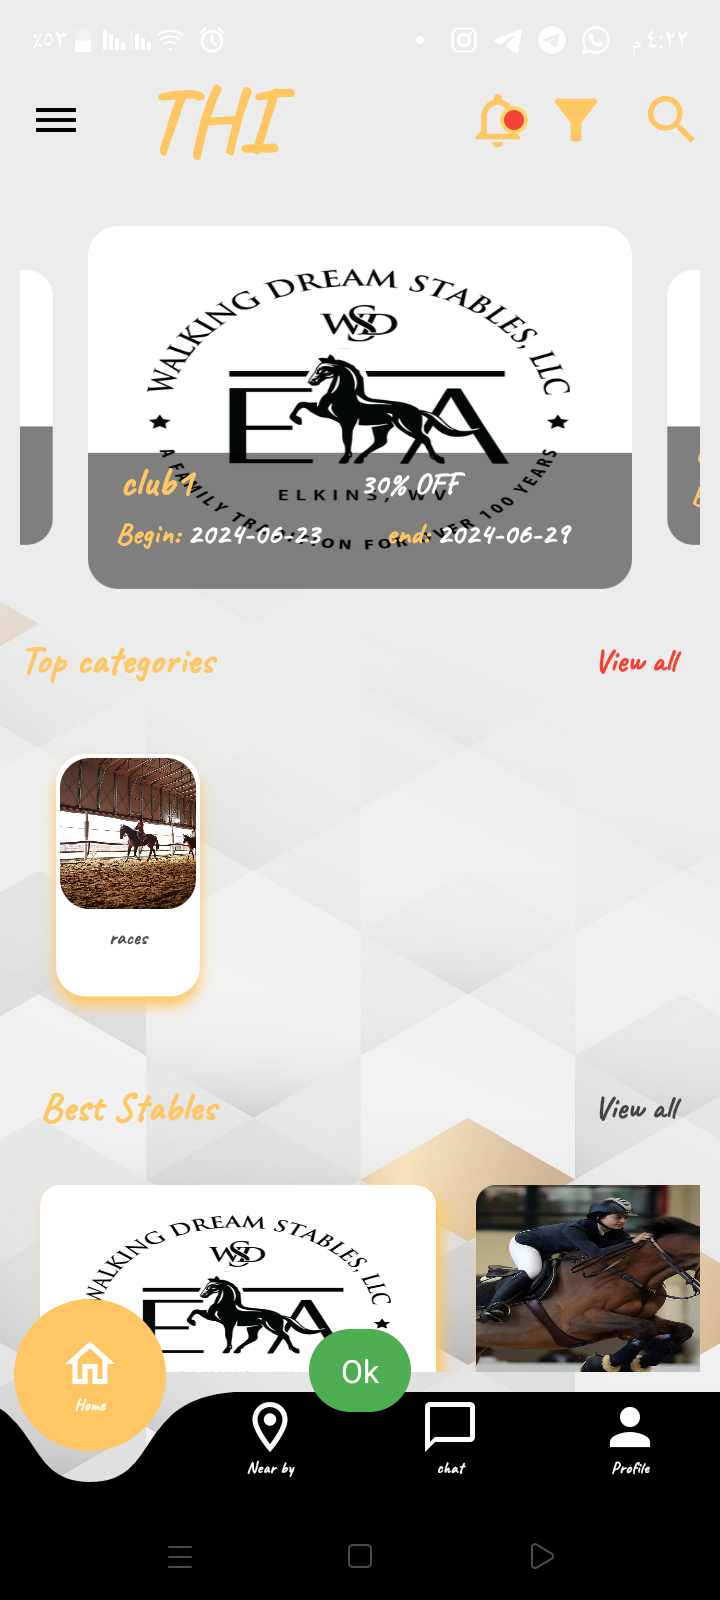 ٪٥٣
٤:٢٢ م
THI
WALKING DREAM STABLES, LLC
WSD
E A
ELKINS, WV
A FAMILY TRADITION FOR OVER 100 YEARS
club1
30% OFF
Begin: 2024-06-23
end: 2024-06-29
Top categories
View all
races
Best Stables
View all
WALKING DREAM STABLES, LLC
WSD
E A
Ok
Home
Near by
chat
Profile